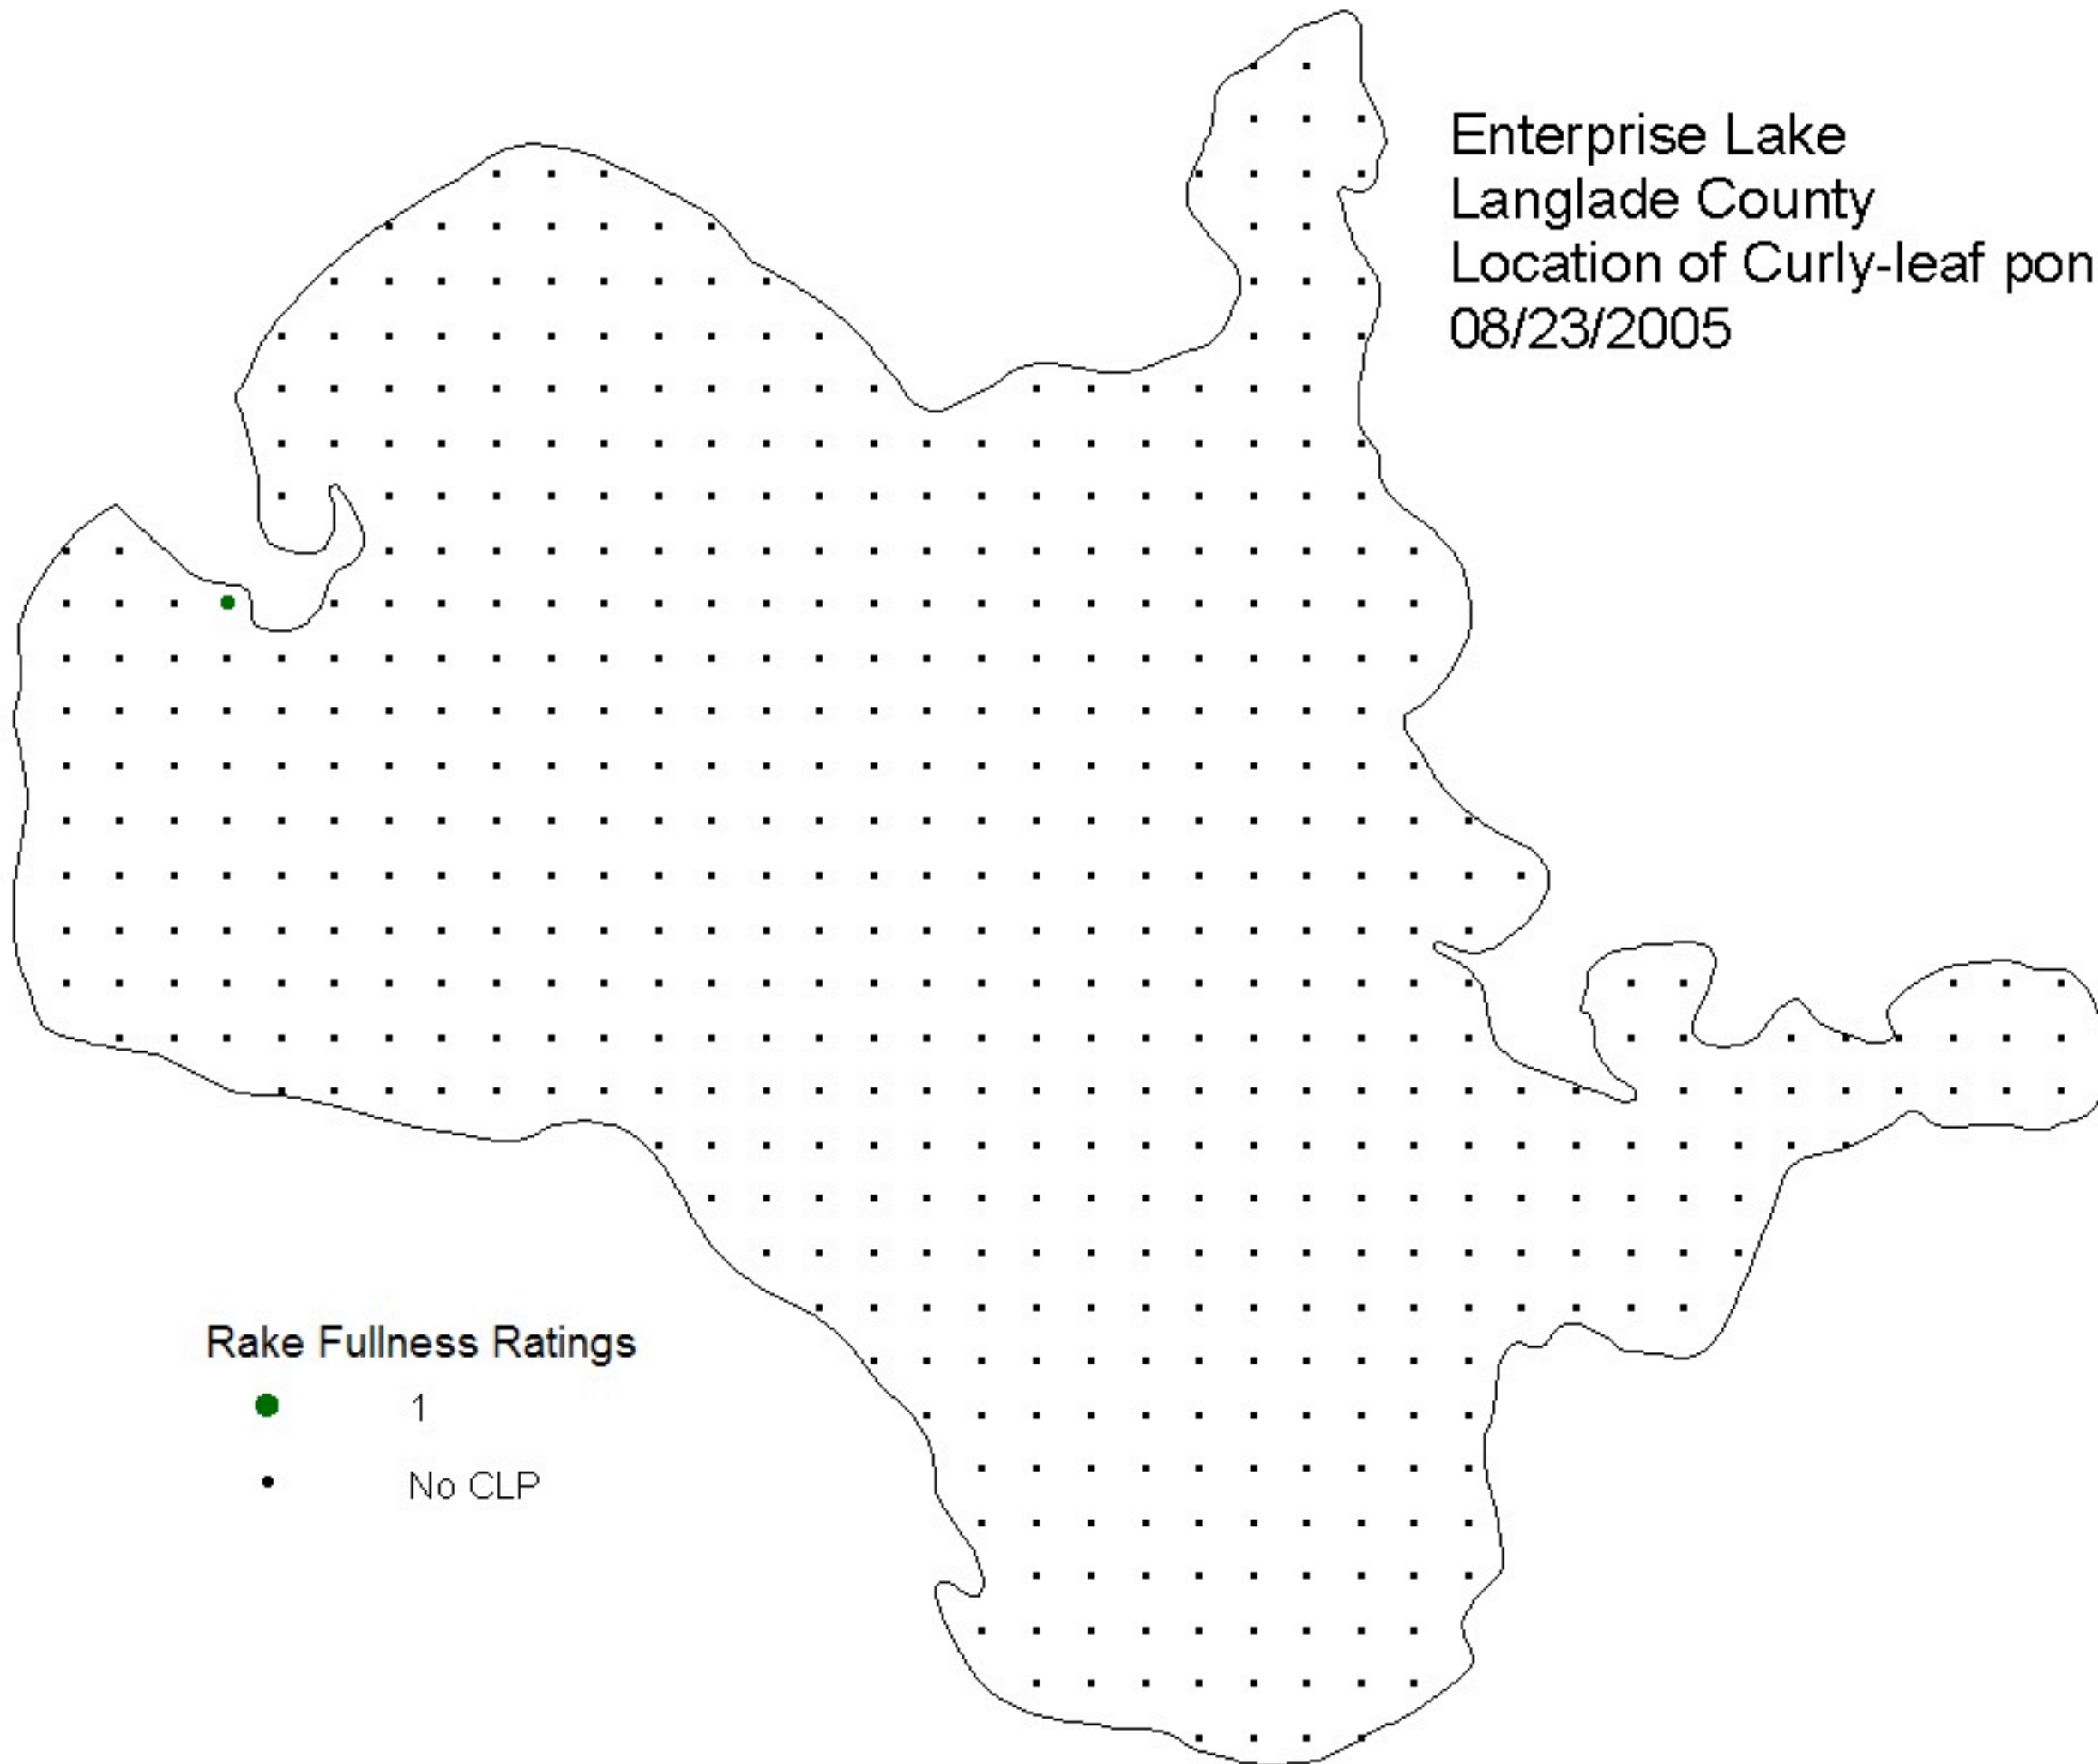 Enterprise Lake
Langlade County
Location of Curly-leaf pon
08/23/2005
Rake Fullness Ratings
1
No CLP